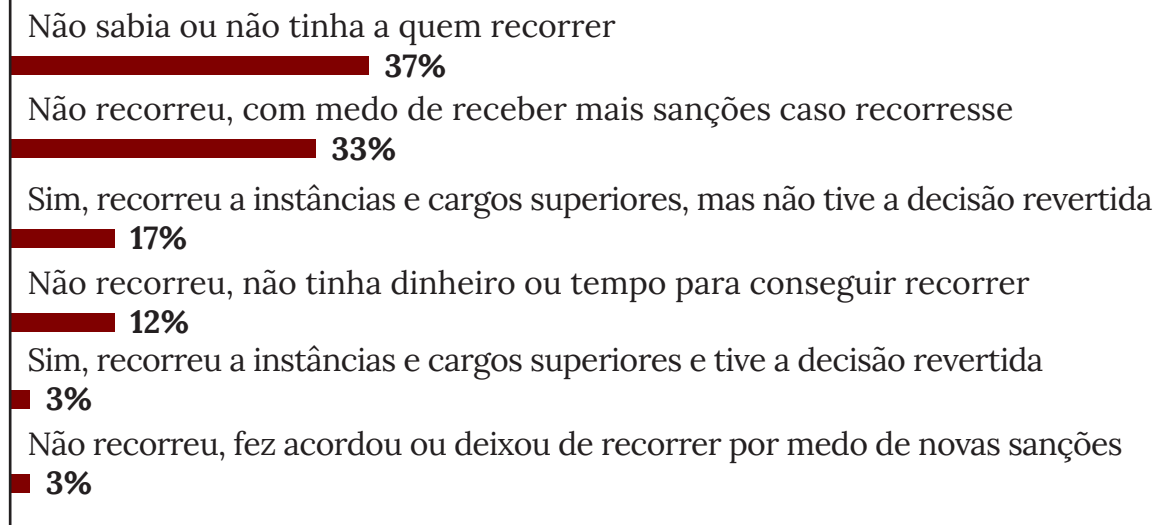 Não sabia ou não tinha a quem recorrer
37%
Não recorreu, com medo de receber mais sanções caso recorresse
33%
Sim, recorreu a instâncias e cargos superiores, mas não tive a decisão revertida
17%
Não recorreu, não tinha dinheiro ou tempo para conseguir recorrer
12%
Sim, recorreu a instâncias e cargos superiores e tive a decisão revertida
3%
Não recorreu, fez acordou ou deixou de recorrer por medo de novas sanções
3%